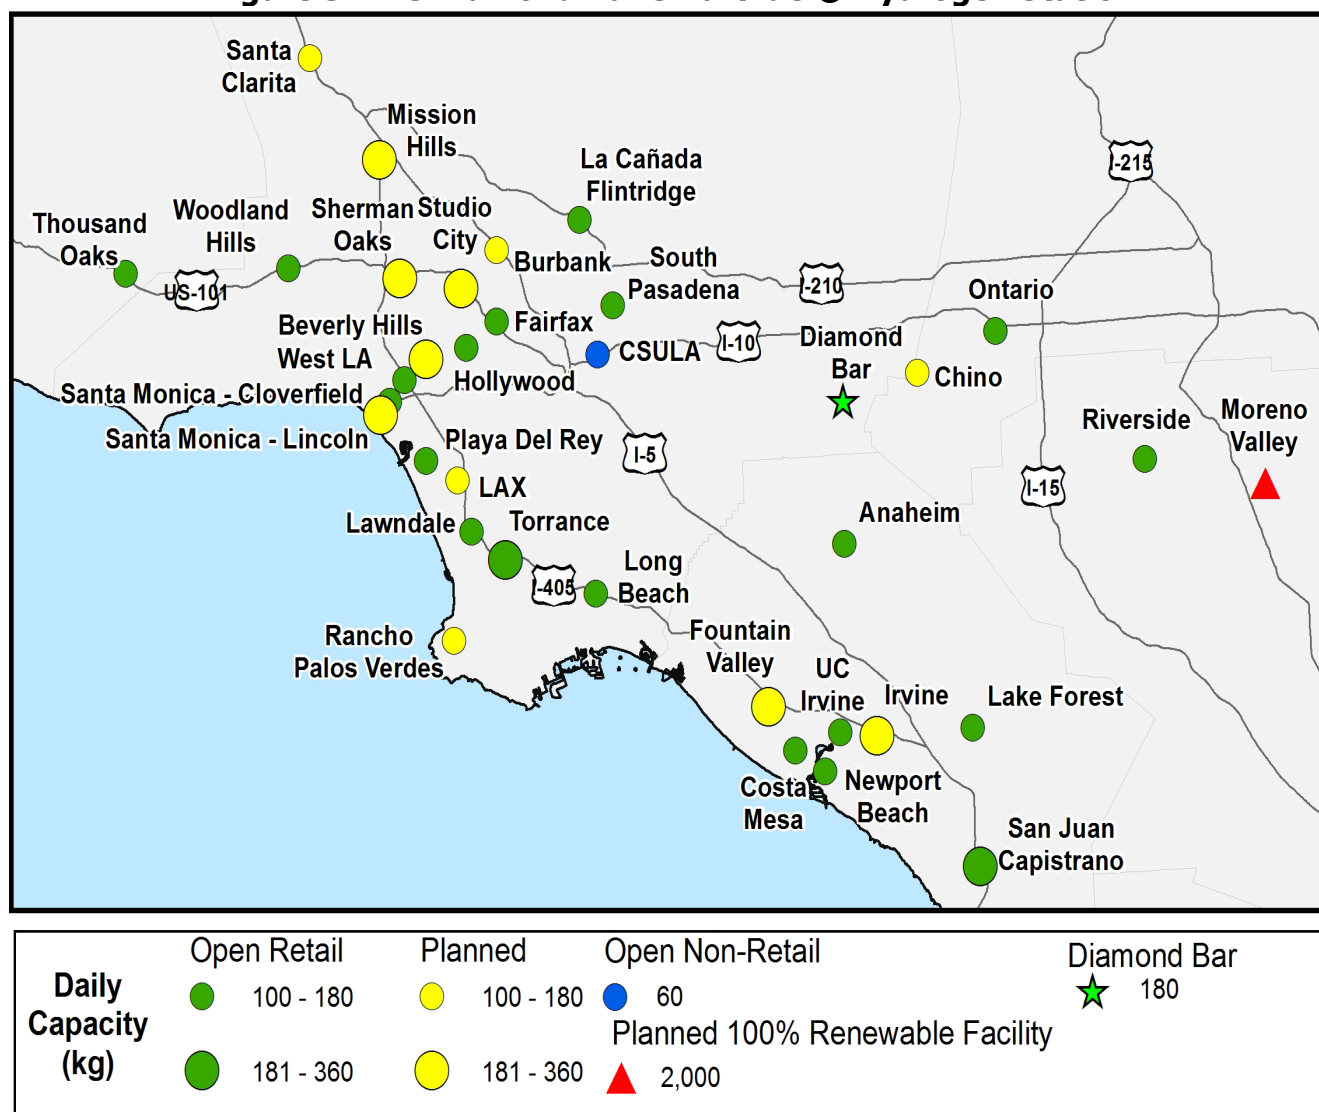 Santa
Clarita
Mission
Hills
La Cañada
Flintridge
I-215
Thousand
Oaks
Woodland
Hills
Sherman
Oaks
Studio
City
Burbank
South
Pasadena
US-101
I-210
Ontario
Beverly Hills
West LA
Fairfax
CSULA
I-10
Diamond
Bar
Chino
Hollywood
Santa Monica - Cloverfield
Santa Monica - Lincoln
Playa Del Rey
I-5
Riverside
Moreno
Valley
LAX
I-15
Lawndale
Torrance
Anaheim
I-405
Long
Beach
Rancho
Palos Verdes
Fountain
Valley
UC
Irvine
Irvine
Lake Forest
Costa
Mesa
Newport
Beach
San Juan
Capistrano
Daily
Capacity
(kg)
Open Retail
100 - 180
181 - 360
Planned
100 - 180
181 - 360
Open Non-Retail
60
Planned 100% Renewable Facility
2,000
Diamond Bar
180